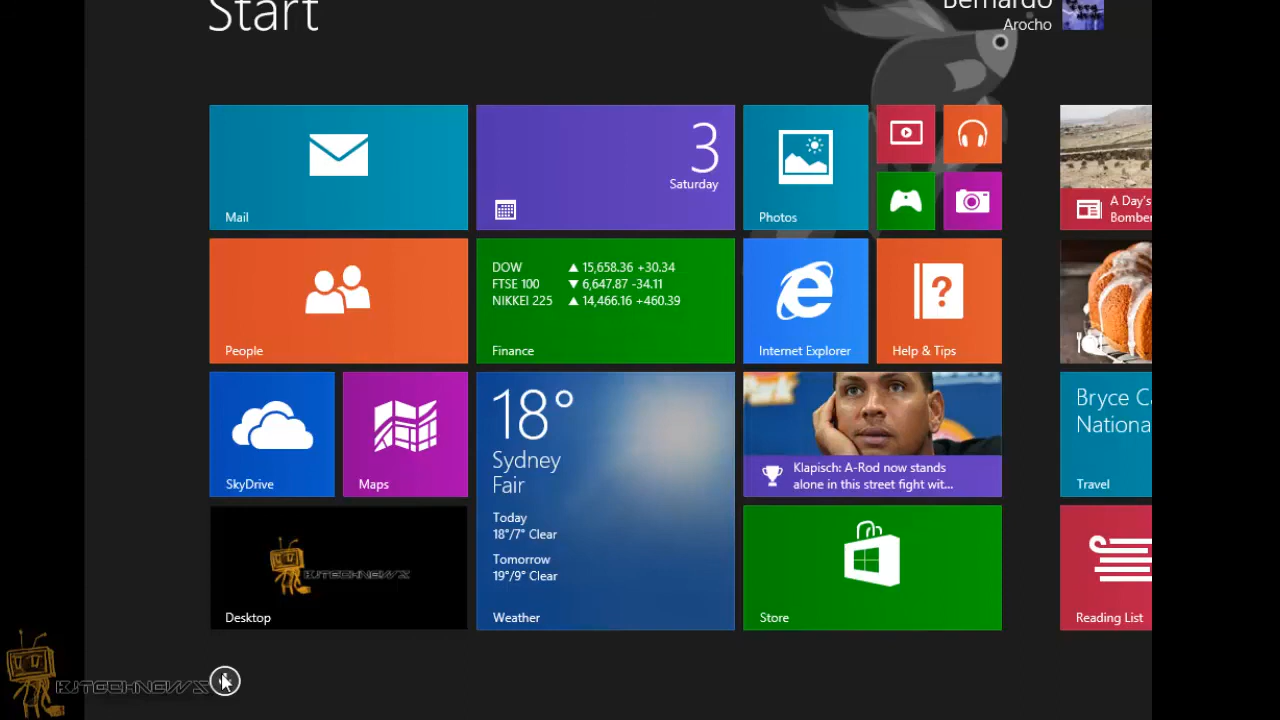 Start
Bernardo
Arocho
Mail
3
Saturday
Photos
A Day's
Bombe
People
DOW ▲ 15,658.36 +30.34
FTSE 100 ▼ 6,647.87 -34.11
NIKKEI 225 ▲ 14,466.16 +460.39
Finance
Internet Explorer
?
Help & Tips
SkyDrive
Maps
18°
Sydney
Fair
Today
18°/7° Clear
Tomorrow
19°/9° Clear
Weather
Klapisch: A-Rod now stands
alone in this street fight wit...
Bryce C
Nationa
Travel
BJTECHNEWS
Desktop
Store
Reading List
BJTECHNEWS